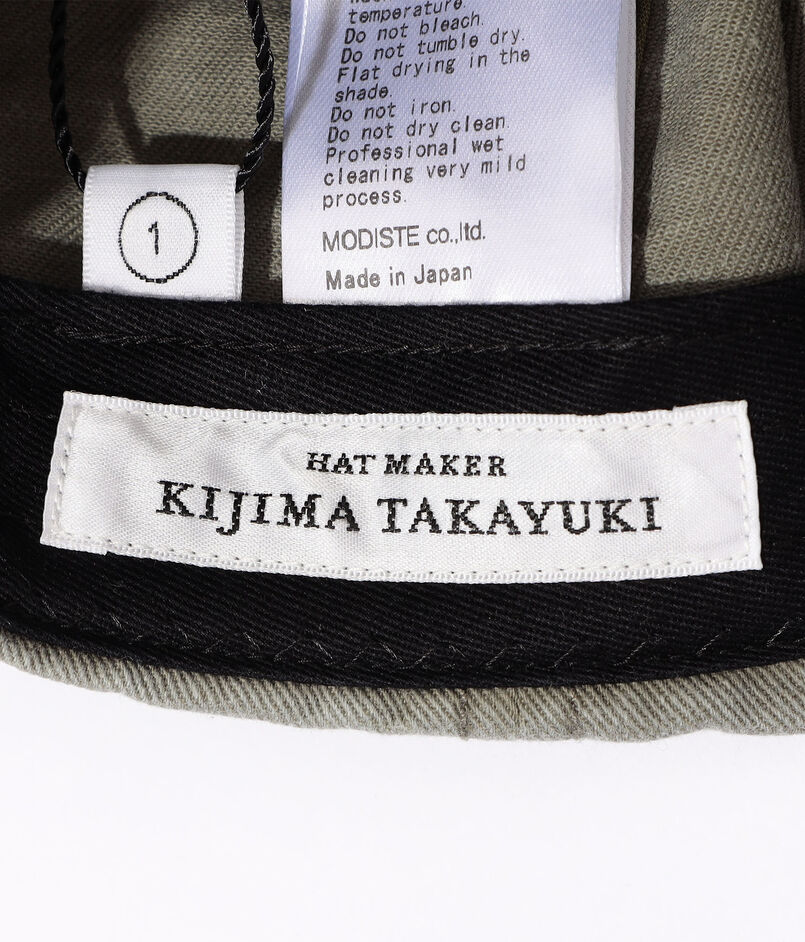 temperature.
Do not bleach.
Do not tumble dry.
Flat drying in the
shade.
Do not iron.
Do not dry clean.
Professional wet
cleaning very mild
process.
MODISTE co.,ltd.
Made in Japan
1
HAT MAKER
KIJIMA TAKAYUKI